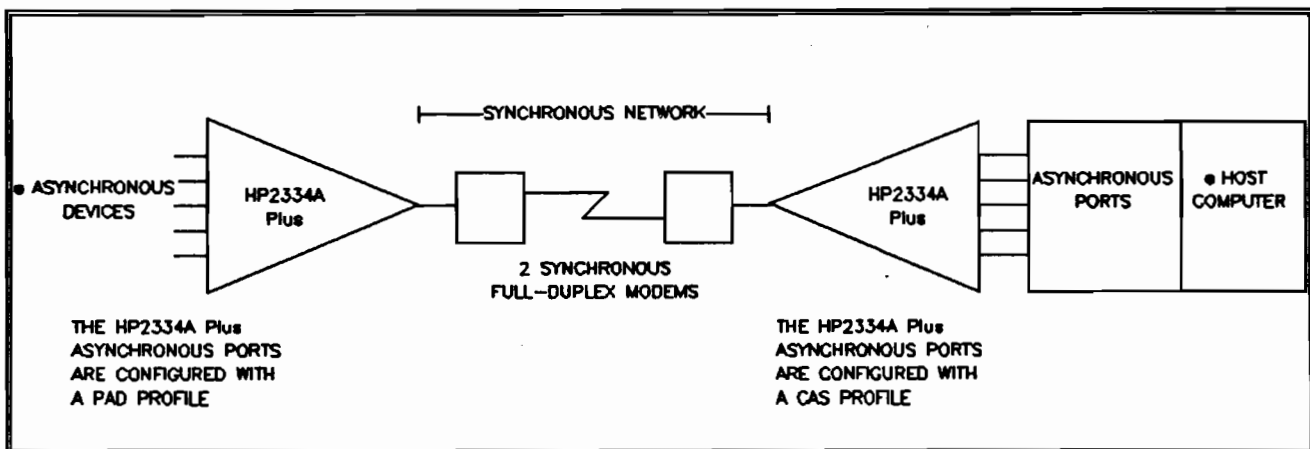 SYNCHRONOUS NETWORK
● ASYNCHRONOUS
DEVICES
HP2334A
Plus
2 SYNCHRONOUS
FULL-DUPLEX MODEMS
HP2334A
Plus
ASYNCHRONOUS
PORTS
● HOST
COMPUTER
THE HP2334A Plus
ASYNCHRONOUS PORTS
ARE CONFIGURED WITH
A PAD PROFILE
THE HP2334A Plus
ASYNCHRONOUS PORTS
ARE CONFIGURED WITH
A CAS PROFILE